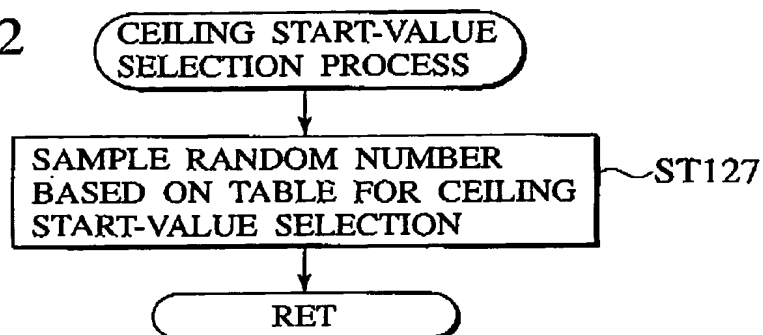 2
CEILING START-VALUE
SELECTION PROCESS
SAMPLE RANDOM NUMBER
BASED ON TABLE FOR CEILING
START-VALUE SELECTION
ST127
RET